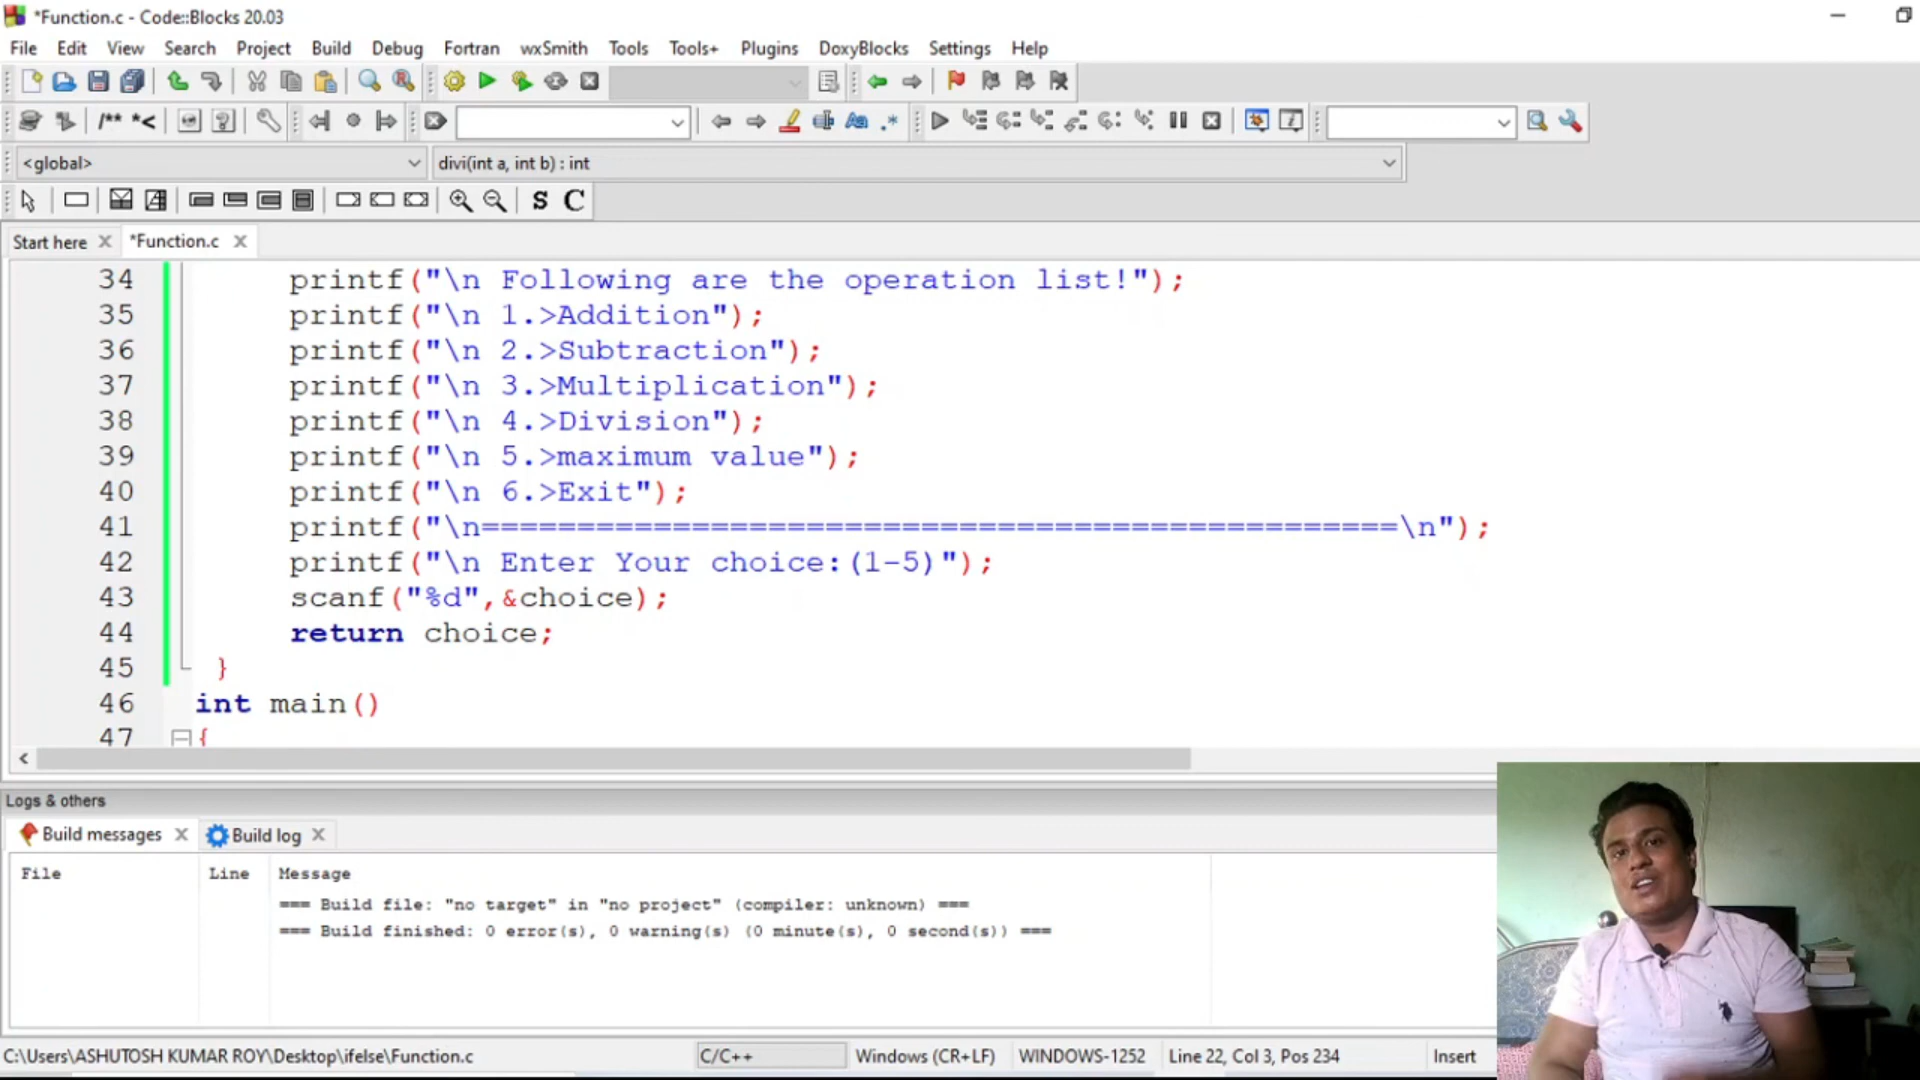 *Function.c - Code::Blocks 20.03
File Edit View Search Project Build Debug Fortran wxSmith Tools Tools+ Plugins DoxyBlocks Settings Help
/** *<
<global> divi(int a, int b) : int
S C
Start here *Function.c
34 printf("\n Following are the operation list!");
35 printf("\n 1.>Addition");
36 printf("\n 2.>Subtraction");
37 printf("\n 3.>Multiplication");
38 printf("\n 4.>Division");
39 printf("\n 5.>maximum value");
40 printf("\n 6.>Exit");
41 printf("\n================================================\n");
42 printf("\n Enter Your choice:(1-5)");
43 scanf("%d",&choice);
44 return choice;
45 }
46 int main()
47 {
Logs & others
Build messages Build log
File Line Message
=== Build file: "no target" in "no project" (compiler: unknown) ===
=== Build finished: 0 error(s), 0 warning(s) (0 minute(s), 0 second(s)) ===
C:\Users\ASHUTOSH KUMAR ROY\Desktop\ifelse\Function.c C/C++ Windows (CR+LF) WINDOWS-1252 Line 22, Col 3, Pos 234 Insert